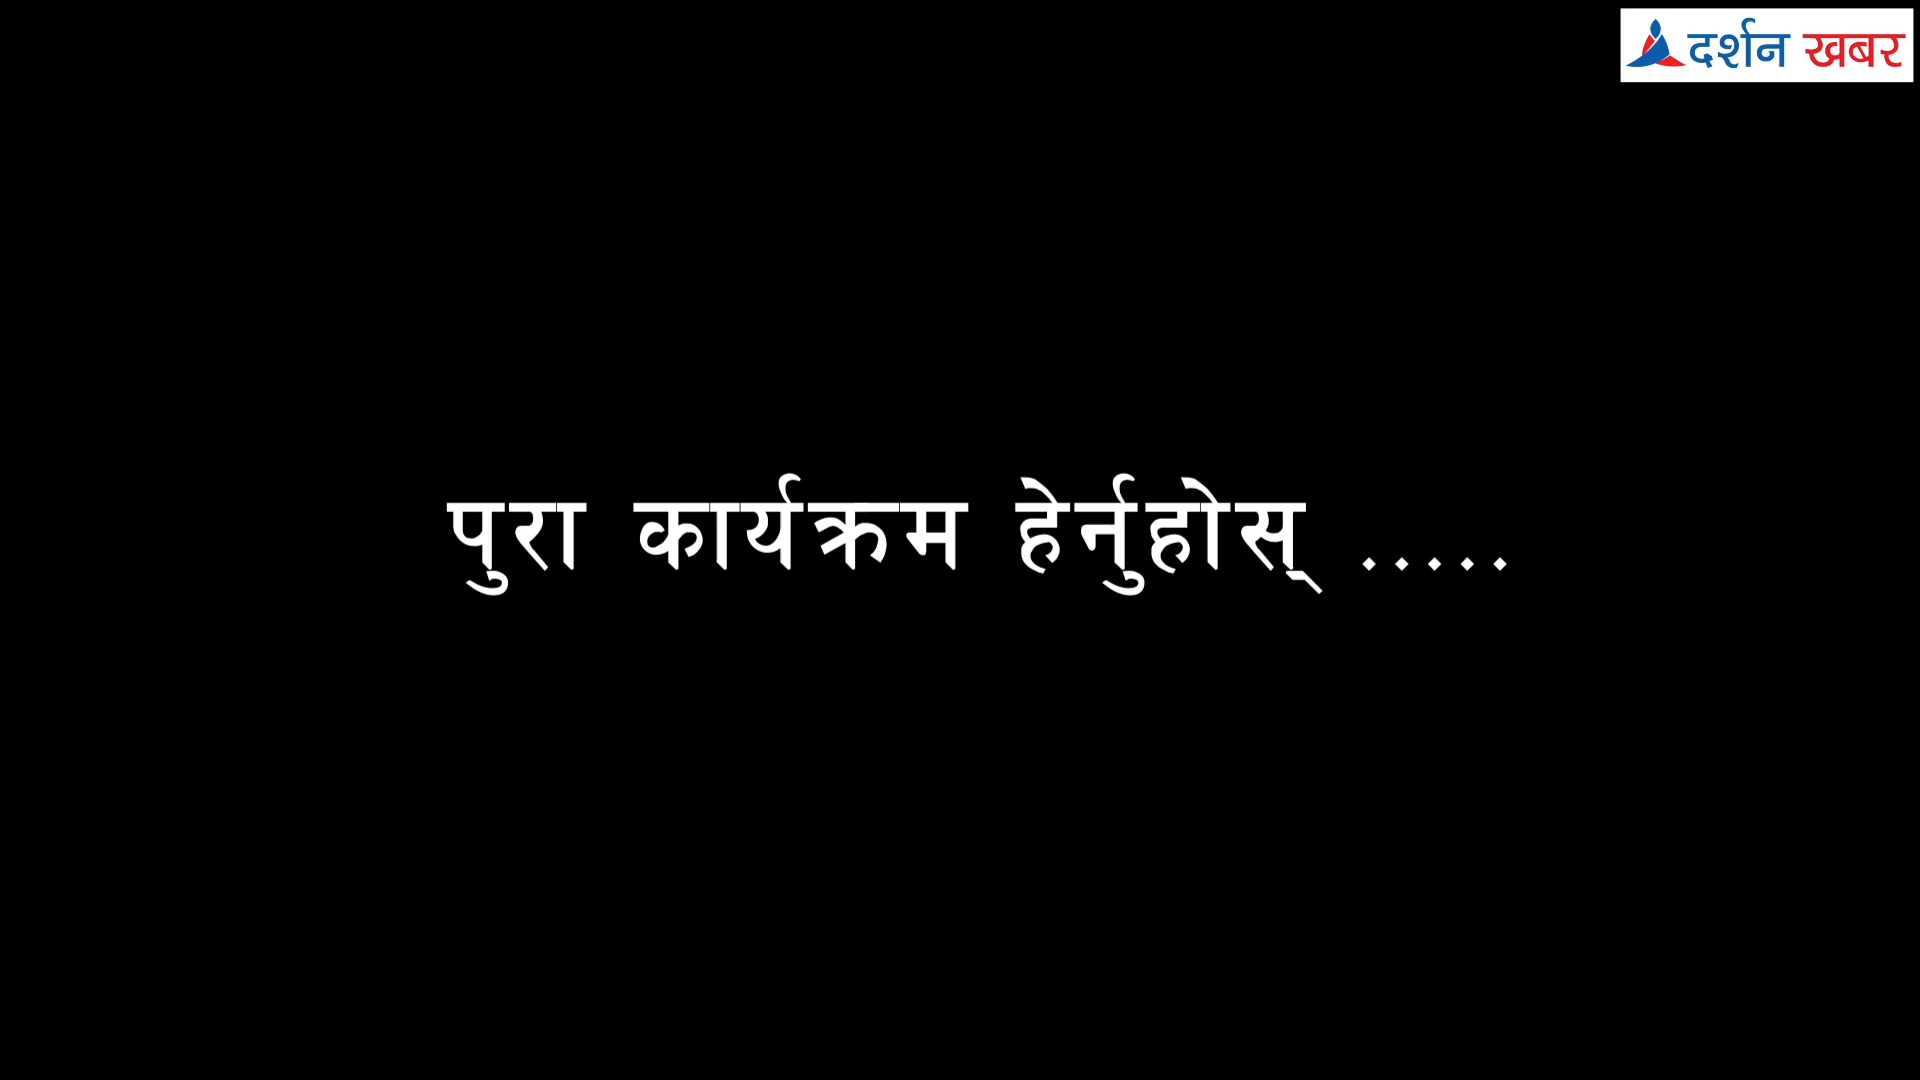 दर्शन खबर
पुरा कार्यक्रम हेर्नुहोस् .....